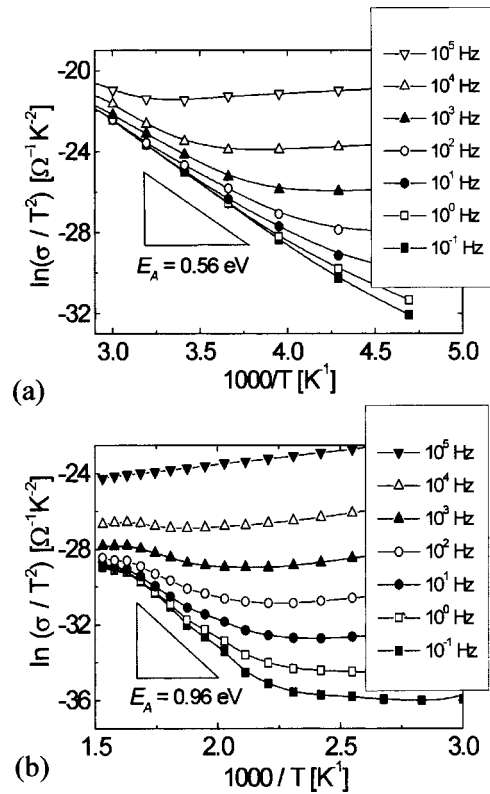 10⁵ Hz
10⁴ Hz
10³ Hz
10² Hz
10¹ Hz
10⁰ Hz
10⁻¹ Hz
-20
-24
-28
-32
ln(σ / T²) [Ω⁻¹K⁻²]
E_A = 0.56 eV
3.0 3.5 4.0 4.5 5.0
1000/T [K⁻¹]
(a)
10⁵ Hz
10⁴ Hz
10³ Hz
10² Hz
10¹ Hz
10⁰ Hz
10⁻¹ Hz
-24
-28
-32
-36
ln (σ / T²) [Ω⁻¹K⁻²]
E_A = 0.96 eV
1.5 2.0 2.5 3.0
1000 / T [K⁻¹]
(b)